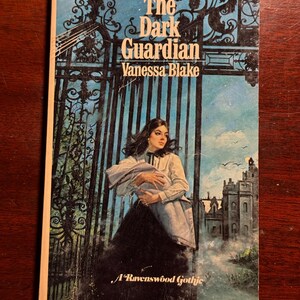 The
Dark
Guardian
Vanessa Blake
A Ravenswood Gothic